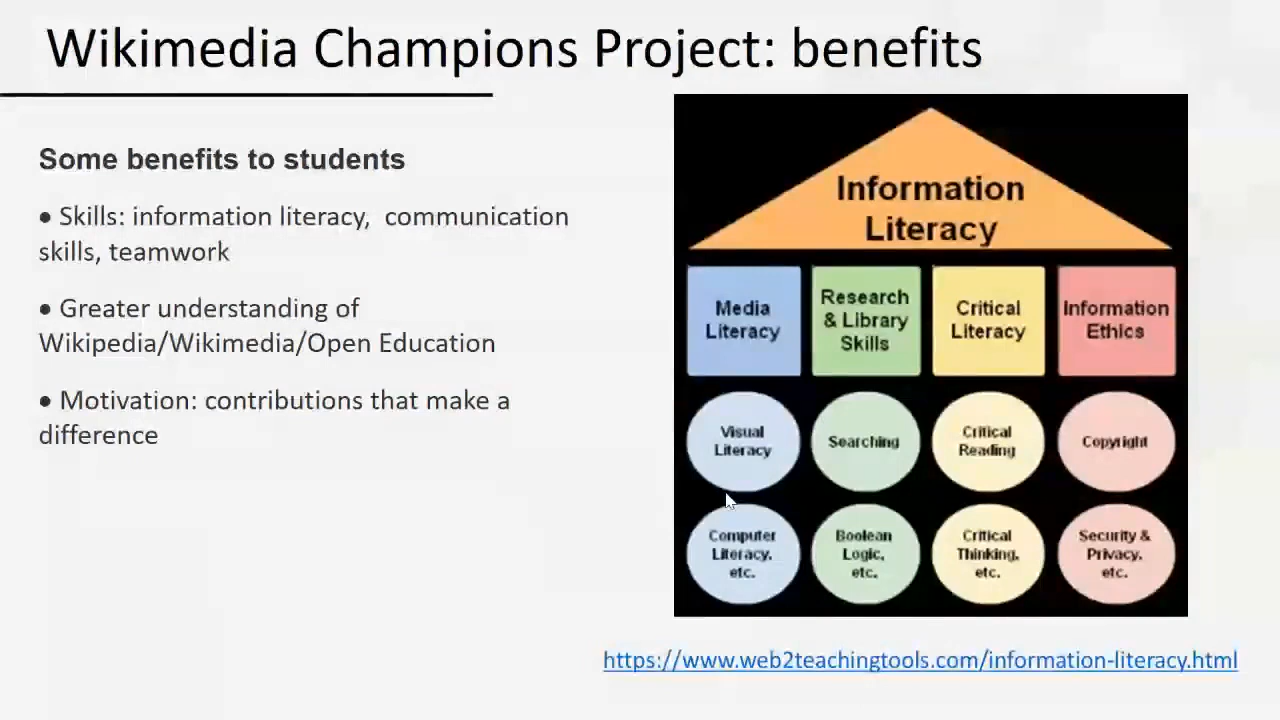 Wikimedia Champions Project: benefits
Some benefits to students
• Skills: information literacy,  communication
skills, teamwork
• Greater understanding of
Wikipedia/Wikimedia/Open Education
• Motivation: contributions that make a
difference
Information
Literacy
Media
Literacy
Research
& Library
Skills
Critical
Literacy
Information
Ethics
Visual
Literacy
Searching
Critical
Reading
Copyright
Computer
Literacy,
etc.
Boolean
Logic,
etc.
Critical
Thinking,
etc.
Security &
Privacy,
etc.
https://www.web2teachingtools.com/information-literacy.html